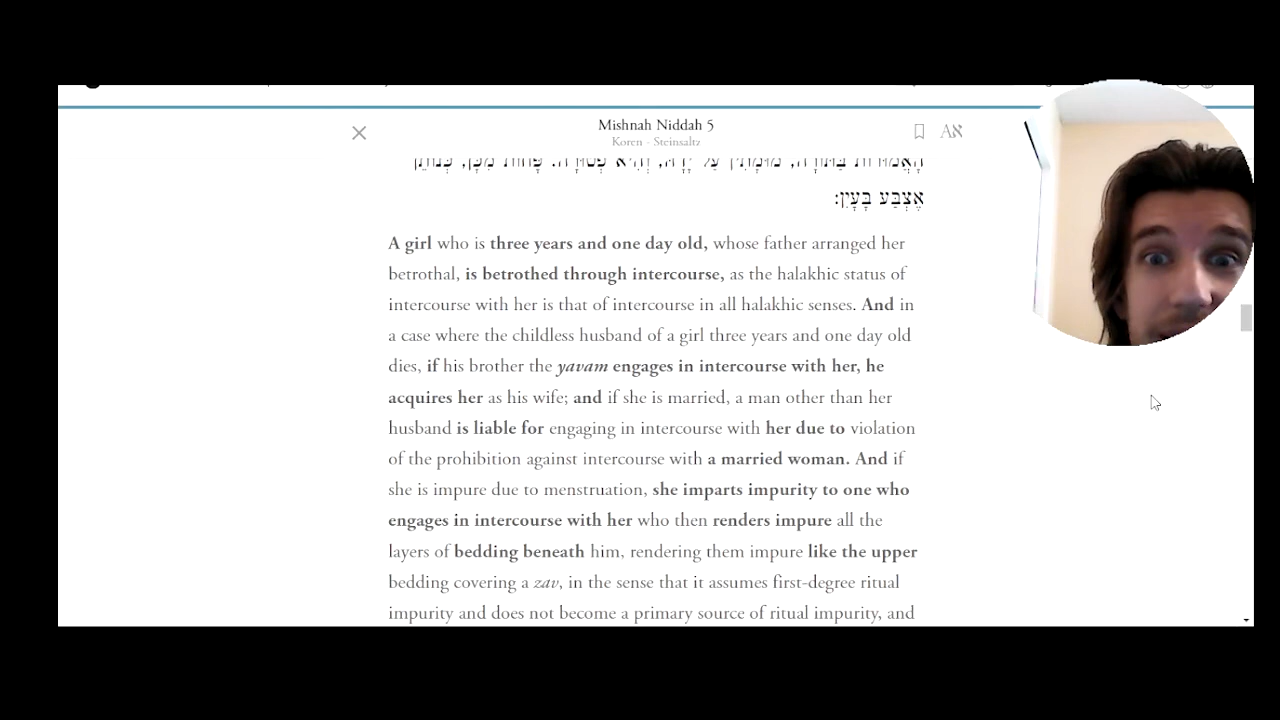 Mishnah Niddah 5
Koren - Steinsaltz
Aא
אֶצְבַּע בָּעָיִן:
A girl who is three years and one day old, whose father arranged her
betrothal, is betrothed through intercourse, as the halakhic status of
intercourse with her is that of intercourse in all halakhic senses. And in
a case where the childless husband of a girl three years and one day old
dies, if his brother the yavam engages in intercourse with her, he
acquires her as his wife; and if she is married, a man other than her
husband is liable for engaging in intercourse with her due to violation
of the prohibition against intercourse with a married woman. And if
she is impure due to menstruation, she imparts impurity to one who
engages in intercourse with her who then renders impure all the
layers of bedding beneath him, rendering them impure like the upper
bedding covering a zav, in the sense that it assumes first-degree ritual
impurity and does not become a primary source of ritual impurity, and